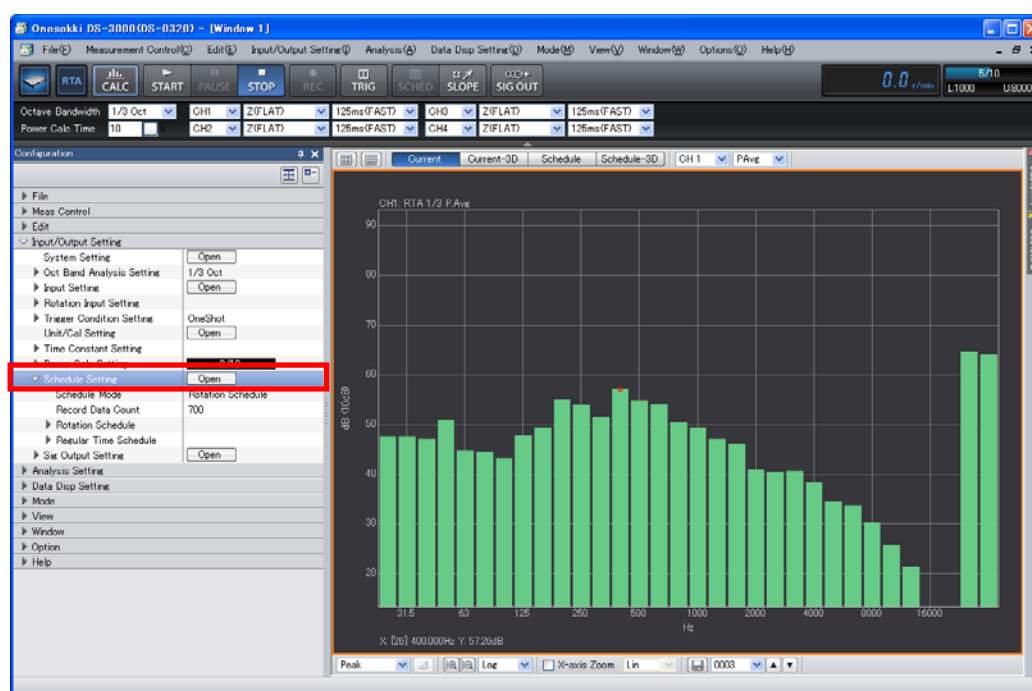 Onosokki DS-3000(DS-0320) - [Window 1]
File(F) Measurement Control(C) Edit(E) Input/Output Setting(I) Analysis(A) Data Disp Setting(D) Mode(M) View(V) Window(W) Options(O) Help(H)
RTA CALC START PAUSE STOP REC TRIG SCHED SLOPE SIG OUT 0.0 r/min 5/10 L1000 U8000
Octave Bandwidth 1/3 Oct CH1 Z(FLAT) 125ms(FAST) CH3 Z(FLAT) 125ms(FAST)
Power Calc Time 10 CH2 Z(FLAT) 125ms(FAST) CH4 Z(FLAT) 125ms(FAST)
Configuration
Current Current-3D Schedule Schedule-3D CH 1 PAvg
File
Meas Control
Edit
Input/Output Setting
System Setting Open
Oct Band Analysis Setting 1/3 Oct
Input Setting Open
Rotation Input Setting
Trigger Condition Setting OneShot
Unit/Cal Setting Open
Time Constant Setting
Schedule Setting Open
Schedule Mode Rotation Schedule
Record Data Count 700
Rotation Schedule
Regular Time Schedule
Sig Output Setting Open
Analysis Setting
Data Disp Setting
Mode
View
Window
Option
Help
CH1: RTA 1/3 P.Avg
90
80
70
60
50
40
30
20
dB (10dB)
31.5 63 125 250 500 1000 2000 4000 8000 16000
Hz
X: [26] 400.000Hz Y: 57.26dB
Peak Log X-axis Zoom Lin 0003